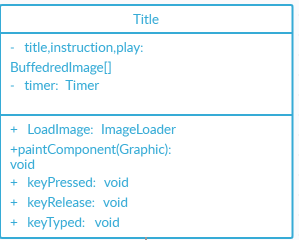 Title
- title,instruction,play:
BuffedredImage[]
- timer: Timer
+ LoadImage: ImageLoader
+paintComponent(Graphic):
void
+ keyPressed: void
+ keyRelease: void
+ keyTyped: void